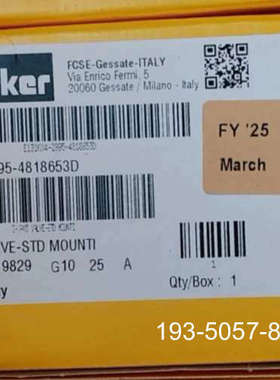 ker
FCSE-Gessate-ITALY
Via Enrico Fermi, 5
20060 Gessate / Milano - Italy
FY '25
March
95-4818653D
VE-STD MOUNTI
9829 G10 25 A
Qty/Box : 1
y
193-5057-8